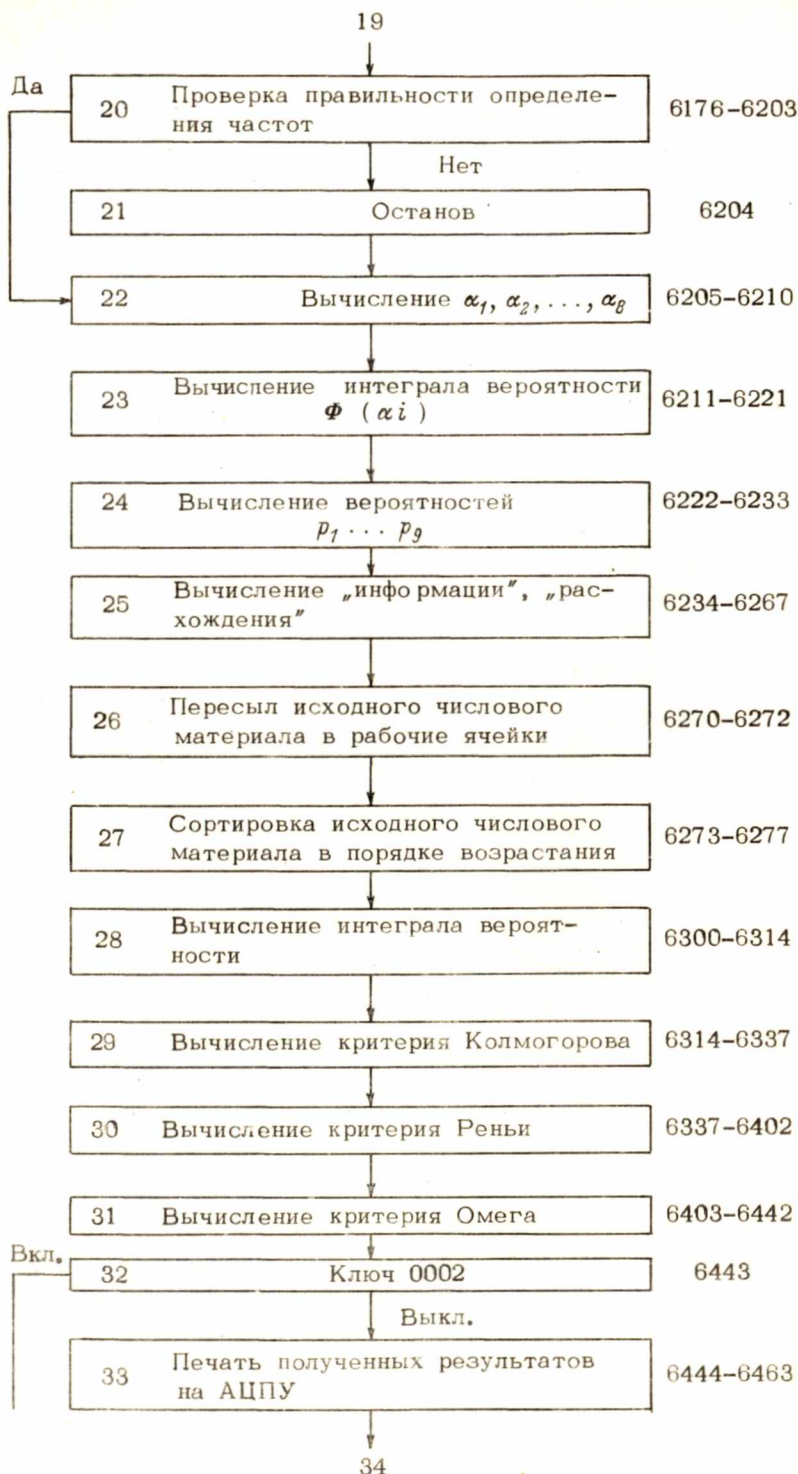 19
Да
20 Проверка правильности определе-
ния частот
6176-6203
Нет
21 Останов
6204
22 Вычисление α₁, α₂, ..., α₈
6205-6210
23 Вычисление интеграла вероятности
Ф (αi)
6211-6221
24 Вычисление вероятностей
P₁ ... P₉
6222-6233
25 Вычисление „информации", „рас-
хождения"
6234-6267
26 Пересыл исходного числового
материала в рабочие ячейки
6270-6272
27 Сортировка исходного числового
материала в порядке возрастания
6273-6277
28 Вычисление интеграла вероят-
ности
6300-6314
29 Вычисление критерия Колмогорова
6314-6337
30 Вычисление критерия Реньи
6337-6402
31 Вычисление критерия Омега
6403-6442
Вкл.
32 Ключ 0002
6443
Выкл.
33 Печать полученных результатов
на АЦПУ
6444-6463
34